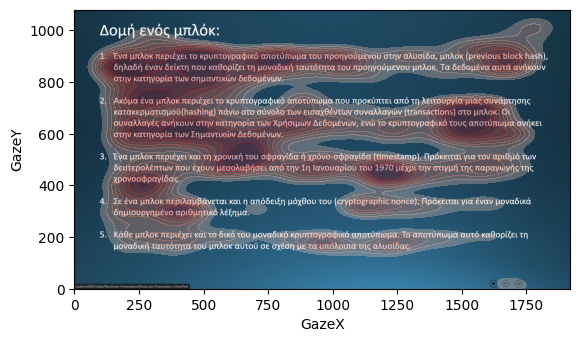 Δομή ενός μπλόκ:
1. Ένα μπλοκ περιέχει το κρυπτογραφικό αποτύπωμα του προηγούμενου στην αλυσίδα, μπλοκ (previous block hash),
δηλαδή έναν δείκτη που καθορίζει τη μοναδική ταυτότητα του προηγούμενου μπλοκ. Τα δεδομένα αυτά ανήκουν
στην κατηγορία των σημαντικών δεδομένων.
2. Ακόμα ένα μπλοκ περιέχει το κρυπτογραφικό αποτύπωμα που προκύπτει από τη λειτουργία μιας συνάρτησης
κατακερματισμού(hashing) πάνω στο σύνολο των εισαχθέντων συναλλαγών (transactions) στο μπλοκ. Οι
συναλλαγές ανήκουν στην κατηγορία των Χρήσιμων Δεδομένων, ενώ το κρυπτογραφικό τους αποτύπωμα ανήκει
στην κατηγορία των Σημαντικών Δεδομένων.
3. Ένα μπλοκ περιέχει και τη χρονική του σφραγίδα ή χρόνο-σφραγίδα (timestamp). Πρόκειται για τον αριθμό των
δευτερολέπτων που έχουν μεσολαβήσει από την 1η Ιανουαρίου του 1970 μέχρι την στιγμή της παραγωγής της
χρονοσφραγίδας.
4. Σε ένα μπλοκ περιλαμβάνεται και η απόδειξη μόχθου του (cryptographic nonce). Πρόκειται για έναν μοναδικά
δημιουργημένο αριθμητικό λέξημα.
5. Κάθε μπλοκ περιέχει και το δικό του μοναδικό κρυπτογραφικό αποτύπωμα. Το αποτύπωμα αυτό καθορίζει τη
μοναδική ταυτότητα του μπλοκ αυτού σε σχέση με τα υπόλοιπα της αλυσίδας.
GazeY
1000
800
600
400
200
0
0 250 500 750 1000 1250 1500 1750
GazeX